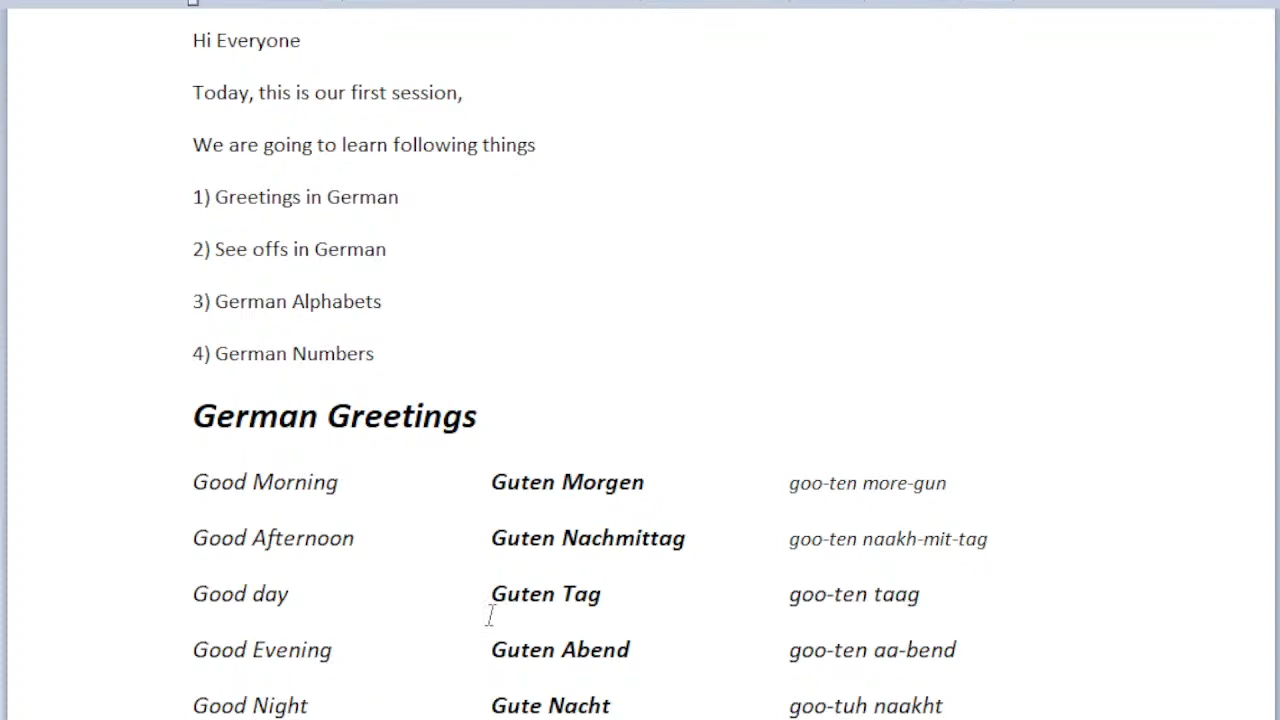 Hi Everyone
Today, this is our first session,
We are going to learn following things
1) Greetings in German
2) See offs in German
3) German Alphabets
4) German Numbers
German Greetings
Good Morning Guten Morgen goo-ten more-gun
Good Afternoon Guten Nachmittag goo-ten naakh-mit-tag
Good day Guten Tag goo-ten taag
Good Evening Guten Abend goo-ten aa-bend
Good Night Gute Nacht goo-tuh naakht